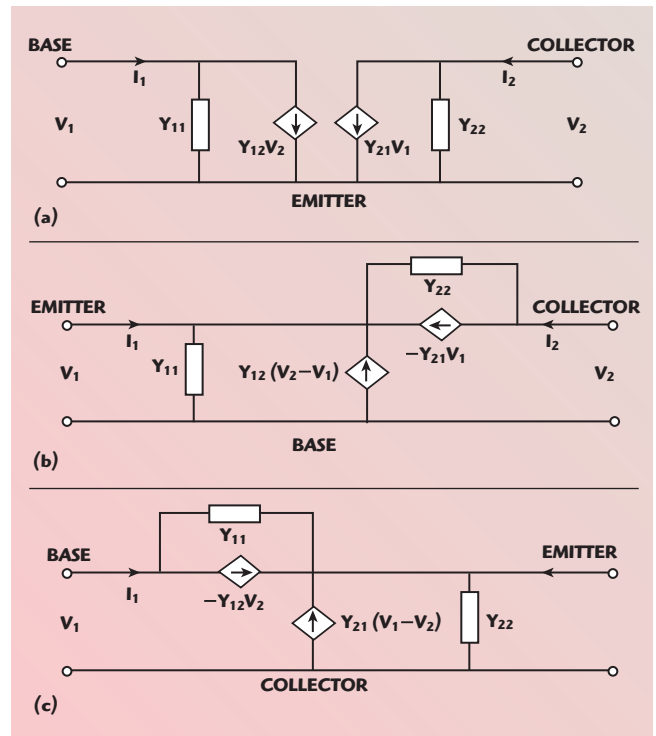 BASE
COLLECTOR
I₁
I₂
V₁
Y₁₁
Y₁₂V₂
Y₂₁V₁
Y₂₂
V₂
EMITTER
(a)
Y₂₂
EMITTER
COLLECTOR
I₁
−Y₂₁V₁
I₂
V₁
Y₁₁
Y₁₂ (V₂−V₁)
V₂
BASE
(b)
Y₁₁
BASE
EMITTER
I₁
−Y₁₂V₂
V₁
Y₂₁ (V₁−V₂)
Y₂₂
COLLECTOR
(c)